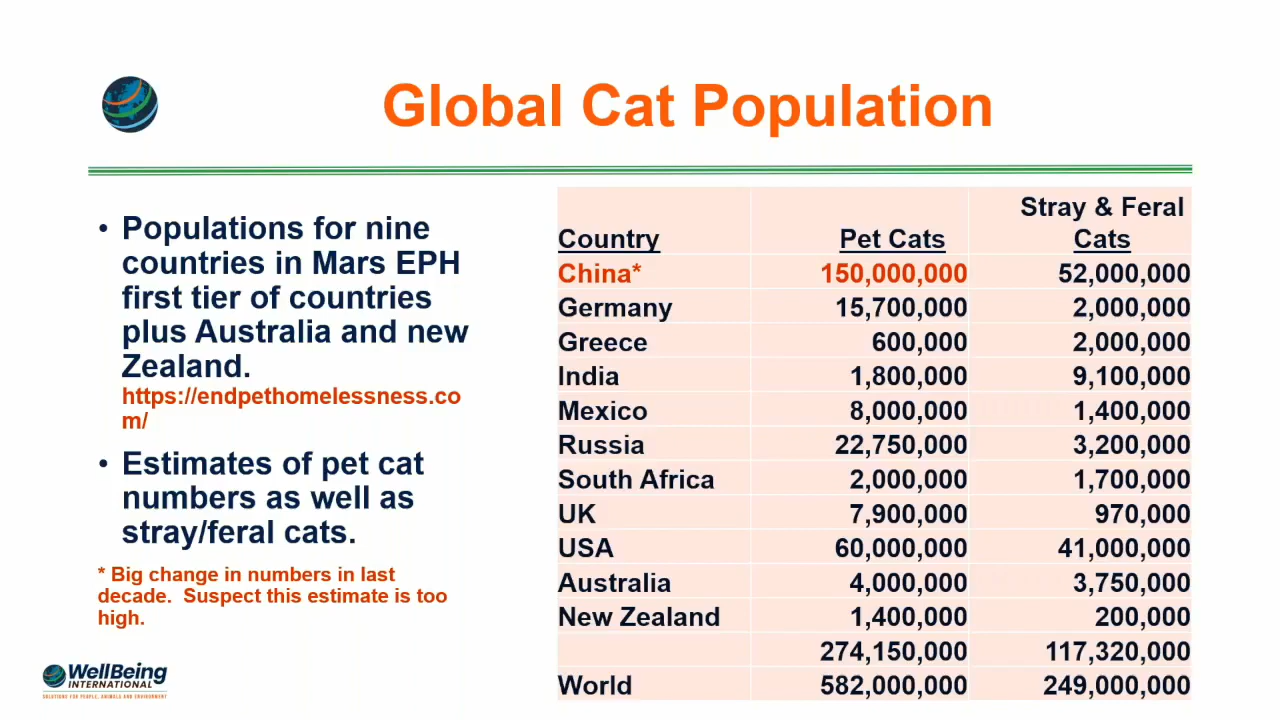 Global Cat Population
• Populations for nine
countries in Mars EPH
first tier of countries
plus Australia and new
Zealand.
https://endpethomelessness.co
m/
• Estimates of pet cat
numbers as well as
stray/feral cats.
* Big change in numbers in last
decade. Suspect this estimate is too
high.
WellBeing
INTERNATIONAL
SOLUTIONS FOR PEOPLE, ANIMALS AND ENVIRONMENT
Country Pet Cats Stray & Feral Cats
China* 150,000,000 52,000,000
Germany 15,700,000 2,000,000
Greece 600,000 2,000,000
India 1,800,000 9,100,000
Mexico 8,000,000 1,400,000
Russia 22,750,000 3,200,000
South Africa 2,000,000 1,700,000
UK 7,900,000 970,000
USA 60,000,000 41,000,000
Australia 4,000,000 3,750,000
New Zealand 1,400,000 200,000
274,150,000 117,320,000
World 582,000,000 249,000,000